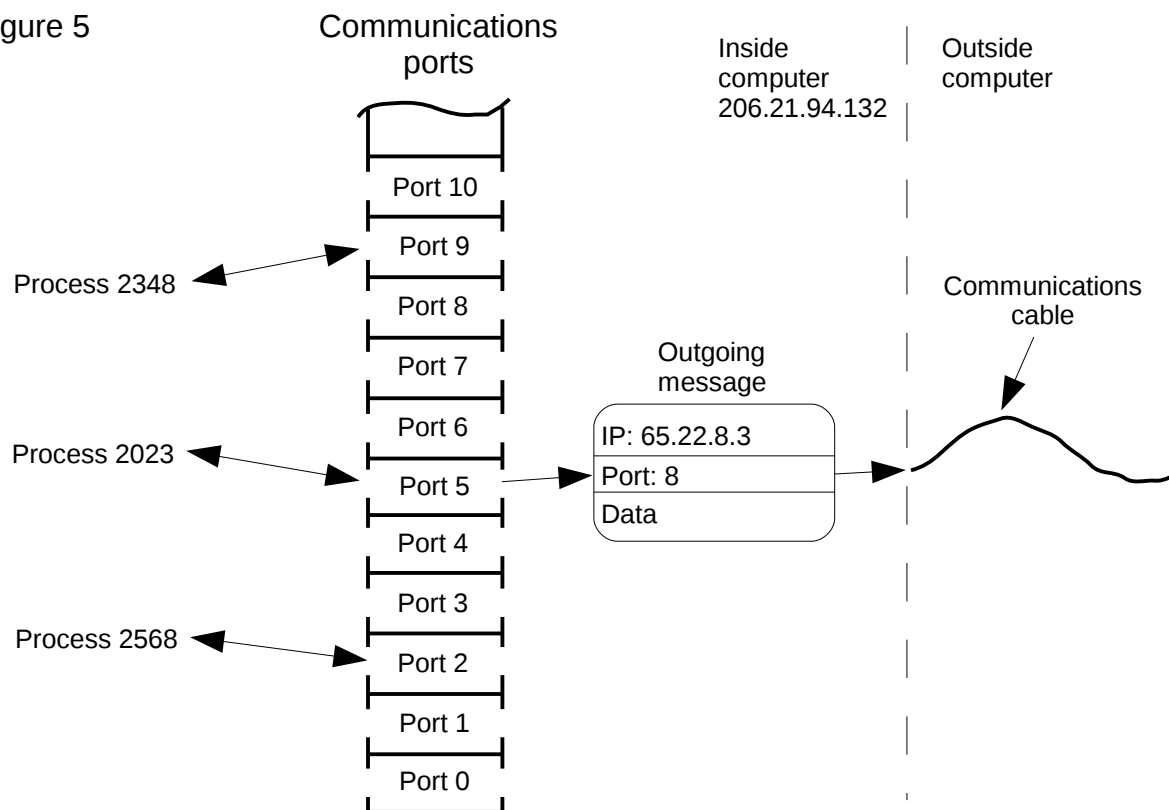 gure 5
Communications
ports
Inside
computer
206.21.94.132
Outside
computer
Port 10
Port 9
Process 2348
Port 8
Communications
cable
Port 7
Outgoing
message
Port 6
IP: 65.22.8.3
Process 2023
Port 5
Port: 8
Data
Port 4
Port 3
Process 2568
Port 2
Port 1
Port 0